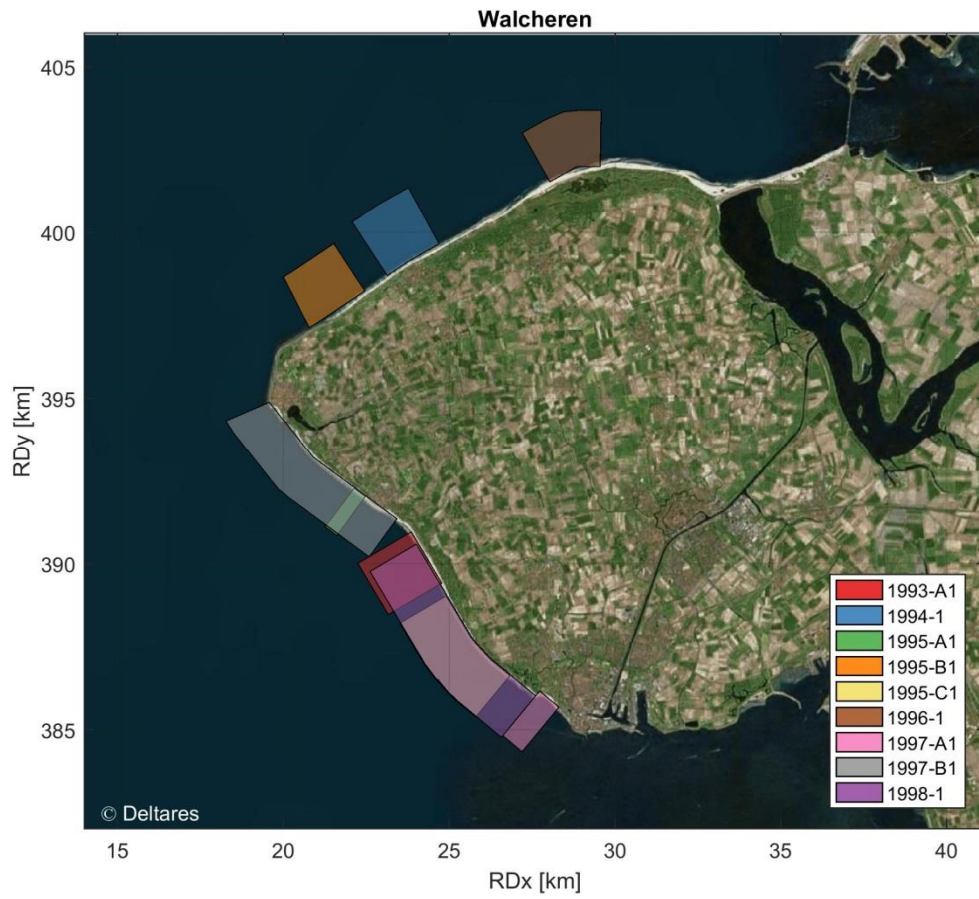 Walcheren
405
400
395
390
385
RDy [km]
15 20 25 30 35 40
RDx [km]
© Deltares
1993-A1
1994-1
1995-A1
1995-B1
1995-C1
1996-1
1997-A1
1997-B1
1998-1